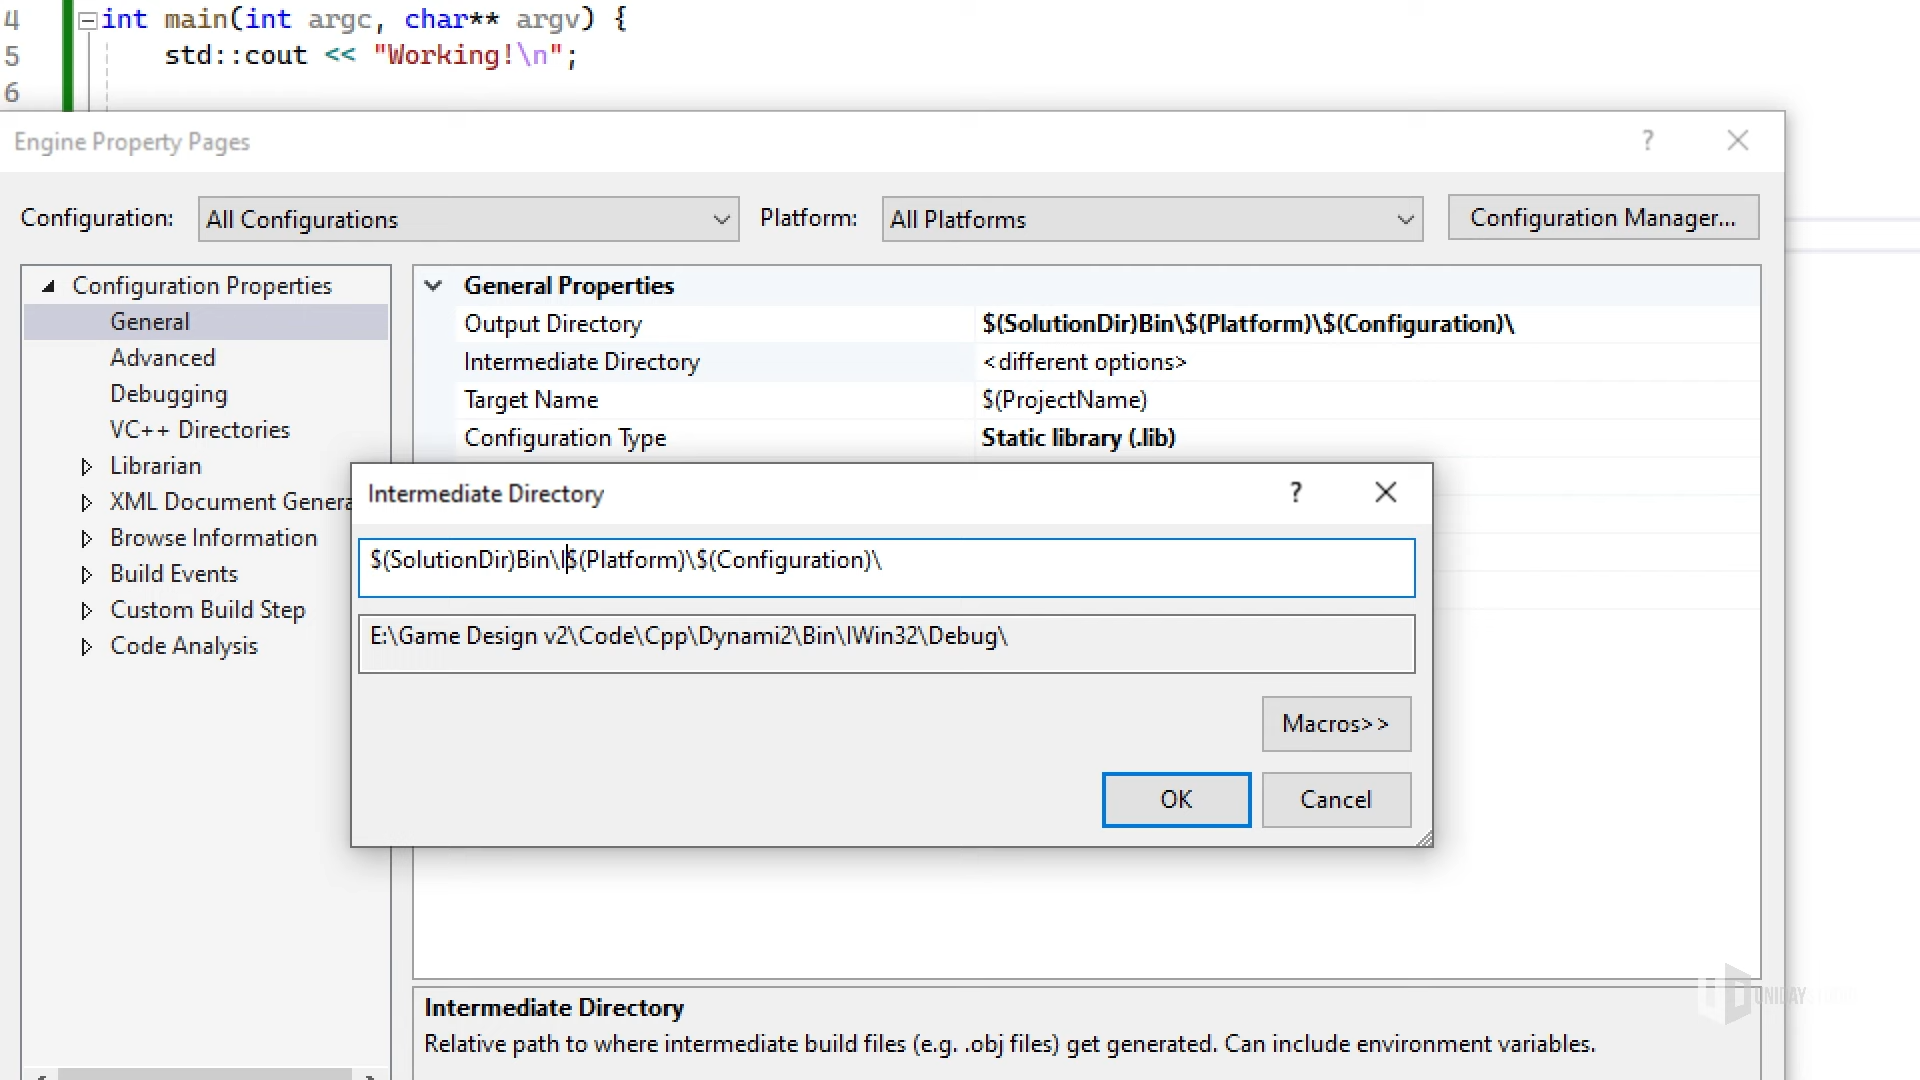 4 int main(int argc, char** argv) {
5 std::cout << "Working!\n";
6
Engine Property Pages ?
Configuration: All Configurations Platform: All Platforms Configuration Manager...
Configuration Properties
General
Advanced
Debugging
VC++ Directories
Librarian
XML Document Genera
Browse Information
Build Events
Custom Build Step
Code Analysis
General Properties
Output Directory $(SolutionDir)Bin\$(Platform)\$(Configuration)\
Intermediate Directory <different options>
Target Name $(ProjectName)
Configuration Type Static library (.lib)
Intermediate Directory ?
$(SolutionDir)Bin\I$(Platform)\$(Configuration)\
E:\Game Design v2\Code\Cpp\Dynami2\Bin\IWin32\Debug\
Macros>>
OK Cancel
Intermediate Directory
Relative path to where intermediate build files (e.g. .obj files) get generated. Can include environment variables.